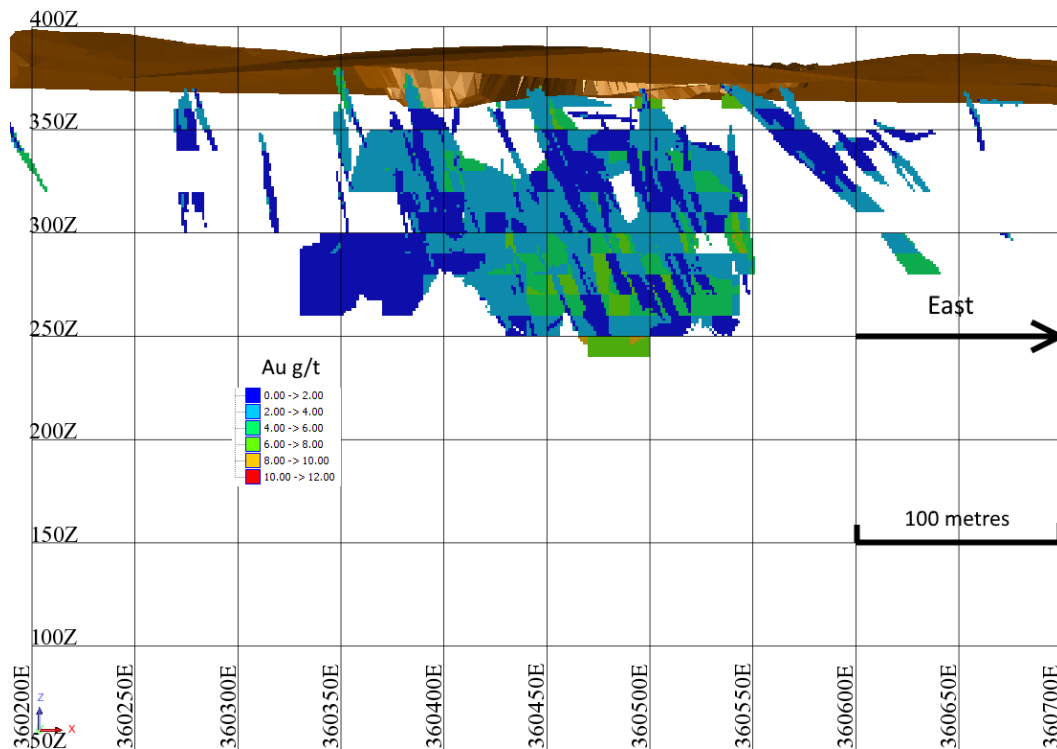 400Z
350Z
300Z
250Z
200Z
150Z
100Z
50Z
East
Au g/t
0.00 -> 2.00
2.00 -> 4.00
4.00 -> 6.00
6.00 -> 8.00
8.00 -> 10.00
10.00 -> 12.00
100 metres
360200E
360250E
360300E
360350E
360400E
360450E
360500E
360550E
360600E
360650E
360700E
Z
X